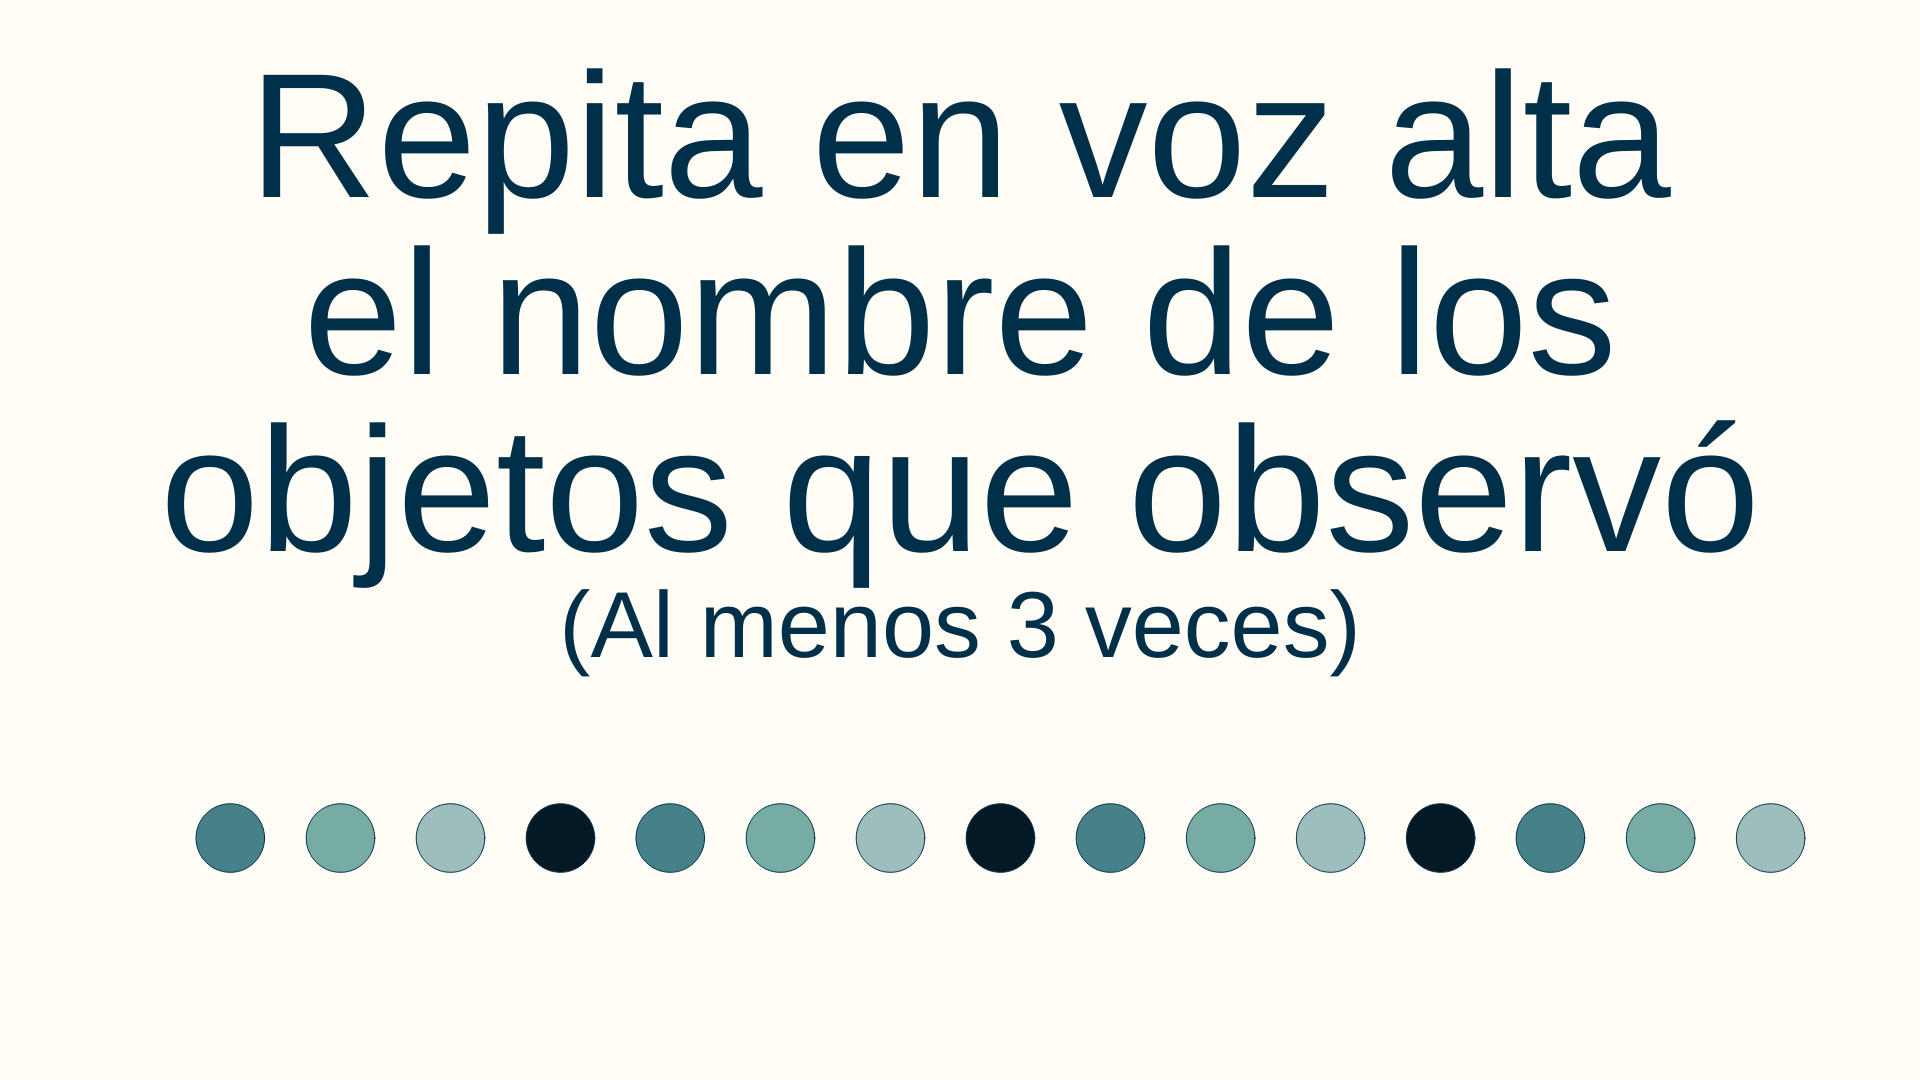 Repita en voz alta
el nombre de los
objetos que observó
(Al menos 3 veces)